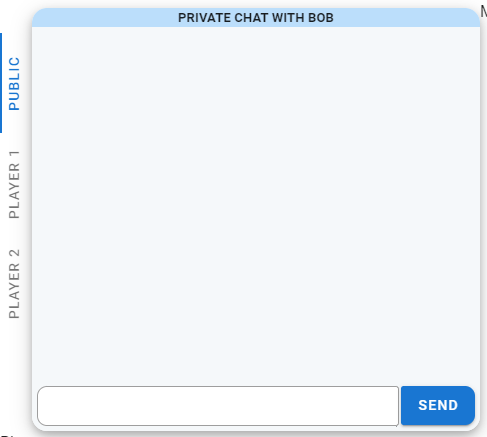 PRIVATE CHAT WITH BOB
PUBLIC
PLAYER 1
PLAYER 2
SEND